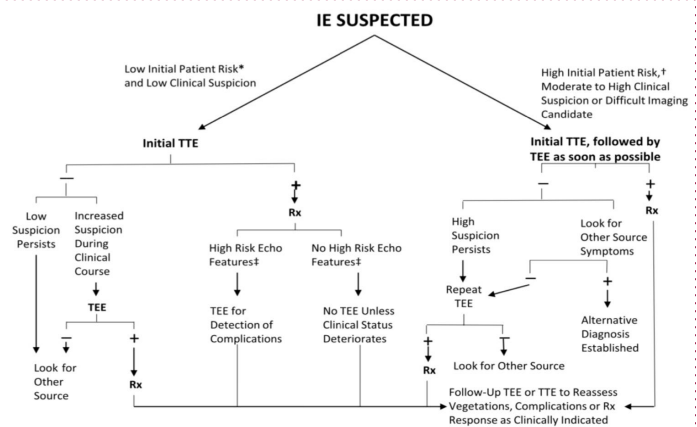 IE SUSPECTED
Low Initial Patient Risk*
and Low Clinical Suspicion
High Initial Patient Risk,†
Moderate to High Clinical
Suspicion or Difficult Imaging
Candidate
Initial TTE
Initial TTE, followed by
TEE as soon as possible
−
+
Rx
−
+
Rx
Low
Suspicion
Persists
Increased
Suspicion
During
Clinical
Course
High Risk Echo
Features‡
No High Risk Echo
Features‡
High
Suspicion
Persists
Look for
Other Source
Symptoms
−
+
TEE
TEE for
Detection of
Complications
No TEE Unless
Clinical Status
Deteriorates
Repeat
TEE
Alternative
Diagnosis
Established
−
+
Look for
Other
Source
Rx
+
−
Rx
Look for Other Source
Follow-Up TEE or TTE to Reassess
Vegetations, Complications or Rx
Response as Clinically Indicated